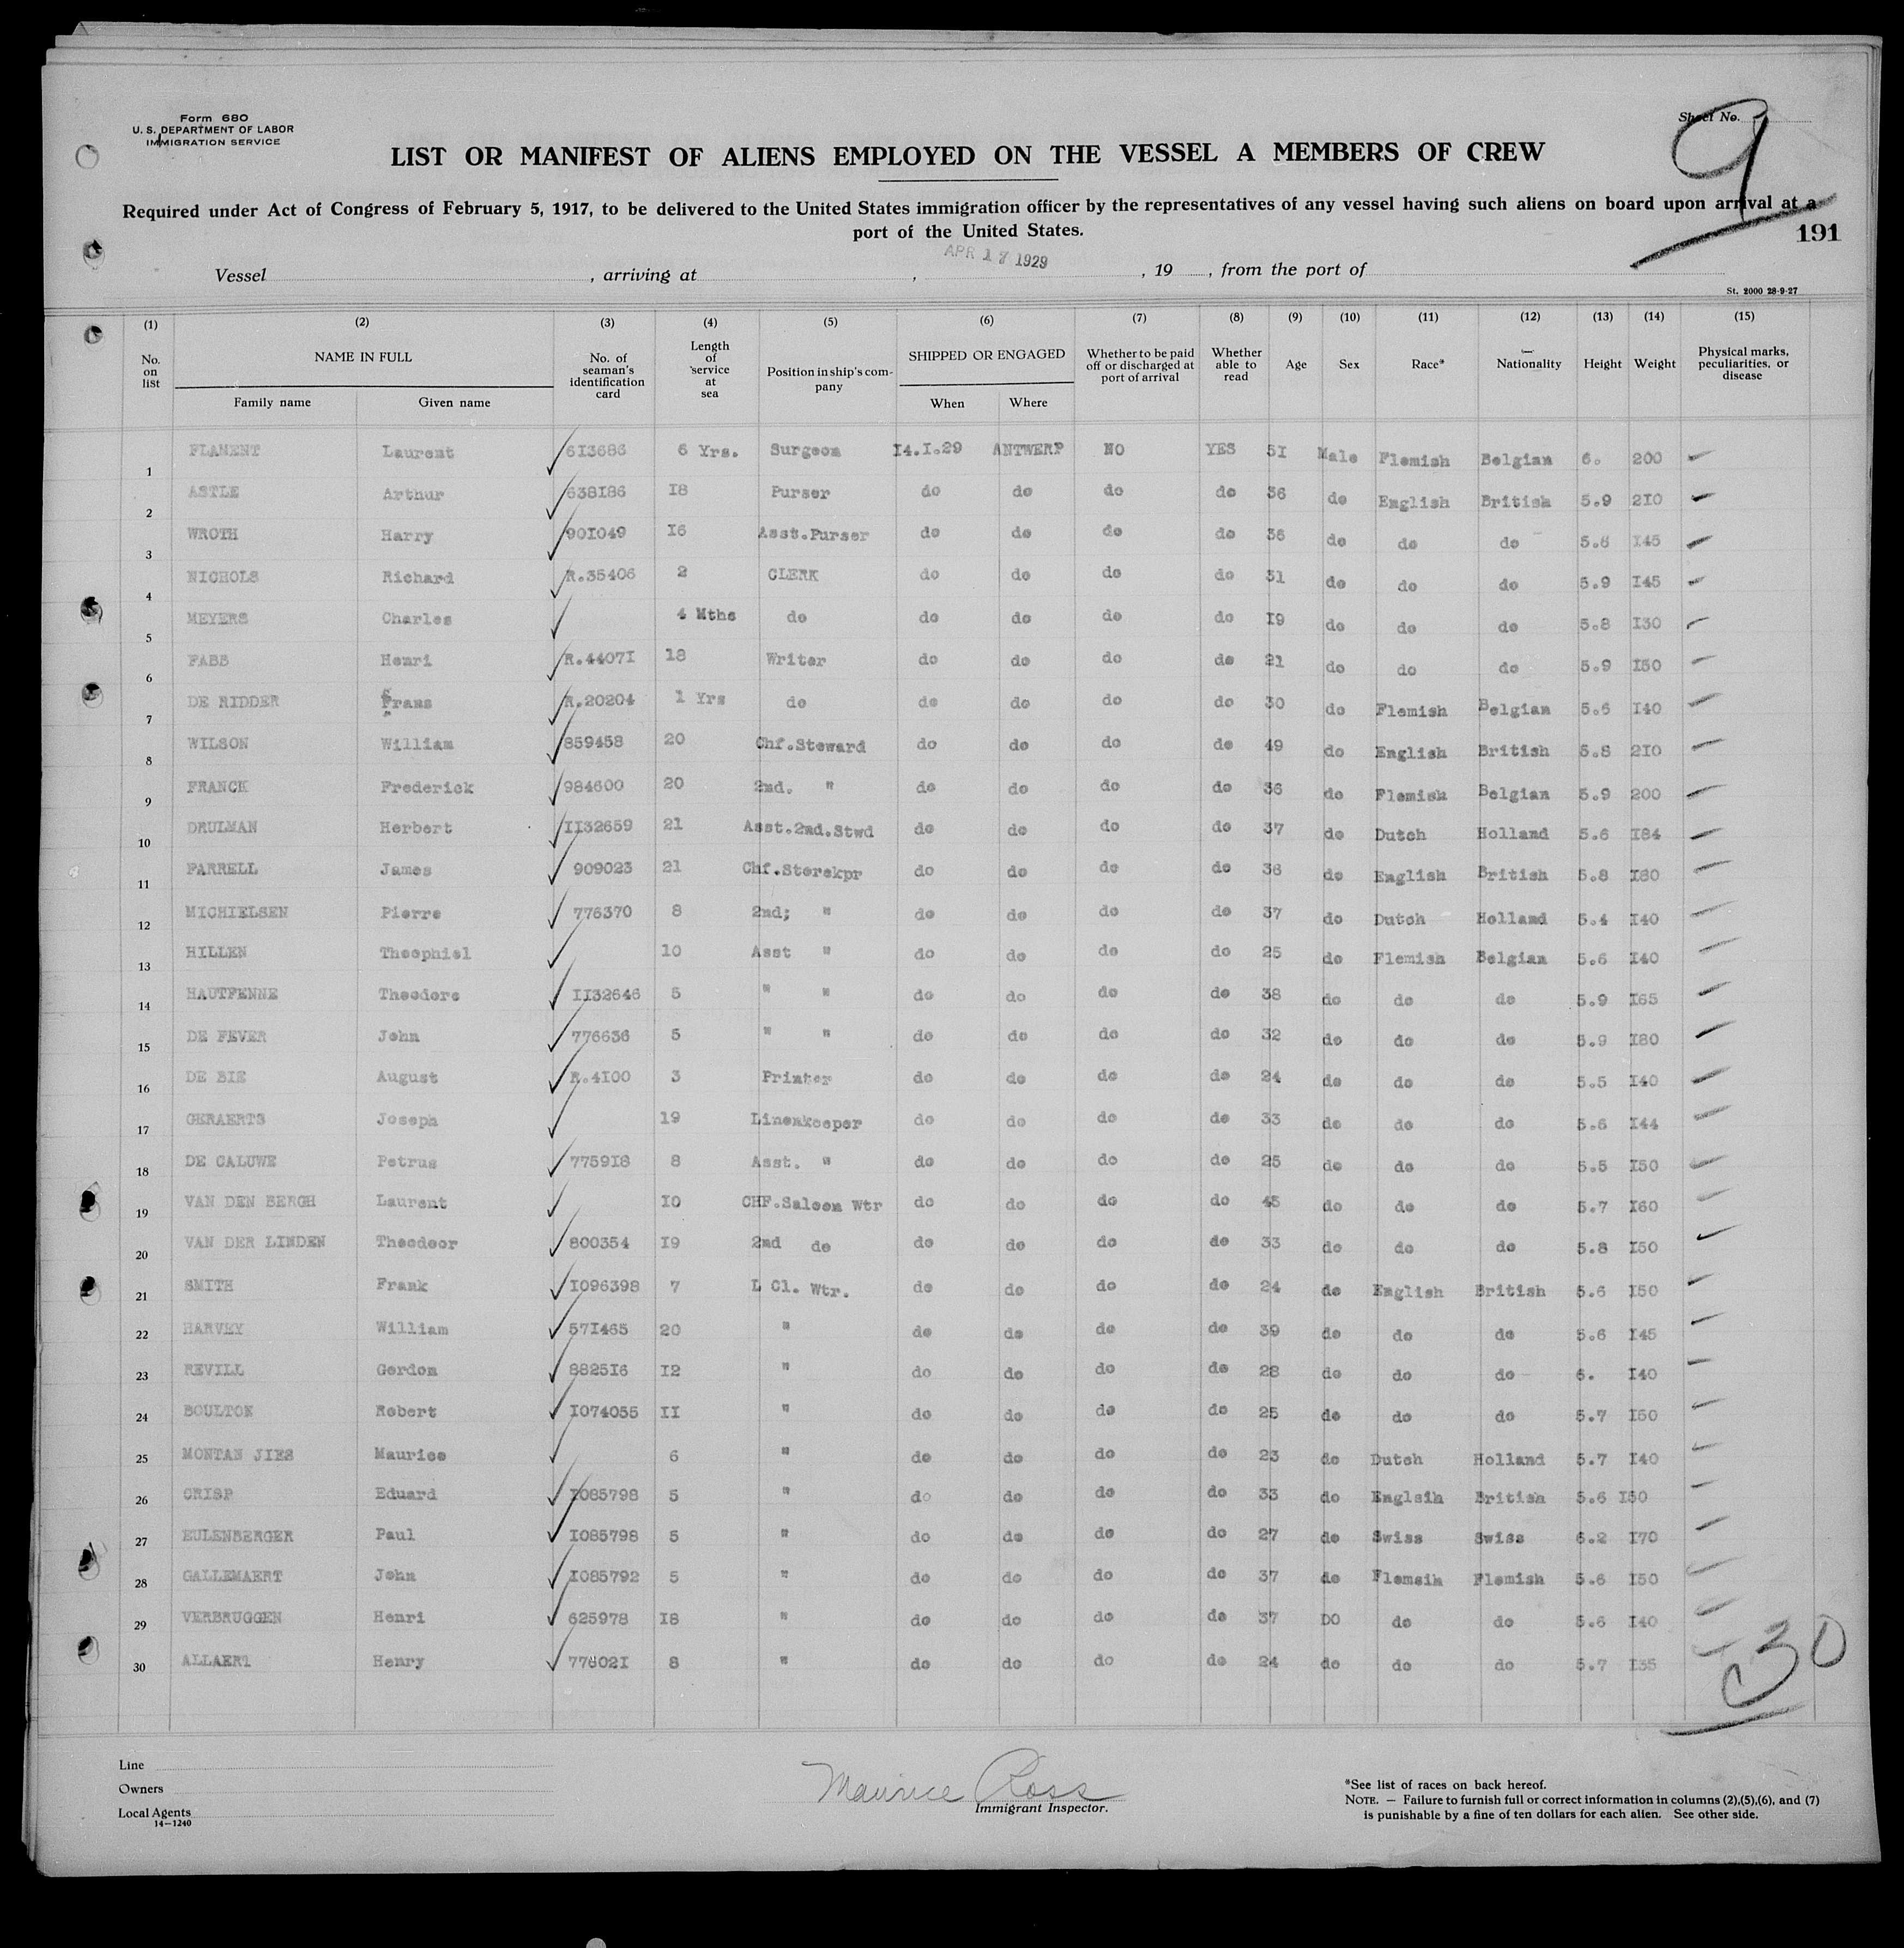 Form 680
U. S. DEPARTMENT OF LABOR
IMMIGRATION SERVICE
Sheet No. 9
LIST OR MANIFEST OF ALIENS EMPLOYED ON THE VESSEL A MEMBERS OF CREW
Required under Act of Congress of February 5, 1917, to be delivered to the United States immigration officer by the representatives of any vessel having such aliens on board upon arrival at a
port of the United States.
191
APR 17 1929
Vessel , arriving at , , 19 , from the port of
St. 2000 28-9-27
(1) (2) (3) (4) (5) (6) (7) (8) (9) (10) (11) (12) (13) (14) (15)
No. on list NAME IN FULL No. of seaman's identification card Length of service at sea Position in ship's company SHIPPED OR ENGAGED Whether to be paid off or discharged at port of arrival Whether able to read Age Sex Race* Nationality Height Weight Physical marks, peculiarities, or disease
Family name Given name When Where
1 FLAMENT Laurent 613686 6 Yrs. Surgeon 14.1.29 ANTWERP NO YES 51 Male Flemish Belgian 6. 200
2 ASTLE Arthur 638186 18 Purser do do do do 36 do English British 5.9 210
3 WROTH Harry 901049 16 Asst.Purser do do do do 36 do do do 5.8 145
4 NICHOLS Richard R.35406 2 CLERK do do do do 31 do do do 5.9 145
5 MEYERS Charles 4 Mths do do do do do 19 do do do 5.8 130
6 FABB Henri R.44071 18 Writer do do do do 21 do do do 5.9 150
7 DE RIDDER Frans R.20204 1 Yrs do do do do do 30 do Flemish Belgian 5.6 140
8 WILSON William 859458 20 Chf.Steward do do do do 49 do English British 5.8 210
9 FRANCK Frederick 984600 20 2nd. " do do do do 36 do Flemish Belgian 5.9 200
10 DRULMAN Herbert 1132659 21 Asst.2nd.Stwd do do do do 37 do Dutch Holland 5.6 184
11 FARRELL James 909023 21 Chf.Storekpr do do do do 36 do English British 5.8 180
12 MICHIELSEN Pierre 776370 8 2nd; " do do do do 37 do Dutch Holland 5.4 140
13 HILLEN Theophiel 10 Asst " do do do do 25 do Flemish Belgian 5.6 140
14 HAUTFENNE Theodore 1132646 5 " " do do do do 38 do do do 5.9 165
15 DE FEVER John 776636 5 " " do do do do 32 do do do 5.9 180
16 DE BIE August R.4100 3 Printer do do do do 24 do do do 5.5 140
17 GERAERTS Joseph 19 Linenkeeper do do do do 33 do do do 5.6 144
18 DE CALUWE Petrus 775918 8 Asst. " do do do do 25 do do do 5.5 150
19 VAN DEN BERGH Laurent 10 CHF.Saloon Wtr do do do do 45 do do do 5.7 160
20 VAN DER LINDEN Theodoor 800354 19 2nd do do do do do 33 do do do 5.8 150
21 SMITH Frank 1096398 7 L Cl. Wtr. do do do do 24 do English British 5.6 150
22 HARVEY William 571465 20 " do do do do 39 do do do 5.6 145
23 REVILL Gordon 882516 12 " do do do do 28 do do do 6. 140
24 BOULTON Robert 1074055 11 " do do do do 25 do do do 5.7 150
25 MONTAN JIES Maurice 6 " do do do do 23 do Dutch Holland 5.7 140
26 CRISP Eduard 1085798 5 " do do do do 33 do Englsih British 5.6 150
27 EULENBERGER Paul 1085798 5 " do do do do 27 do Swiss Swiss 6.2 170
28 GALLEMAERT John 1085792 5 " do do do do 37 do Flemsih Flemish 5.6 150
29 VERBRUGGEN Henri 625978 18 " do do do do 37 DO do do 5.6 140
30 ALLAERT Henry 776021 8 " do do do do 24 do do do 5.7 135
30
Line
Owners
Local Agents
14-1240
Maurice Ross
Immigrant Inspector.
*See list of races on back hereof.
NOTE. — Failure to furnish full or correct information in columns (2),(5),(6), and (7)
is punishable by a fine of ten dollars for each alien. See other side.